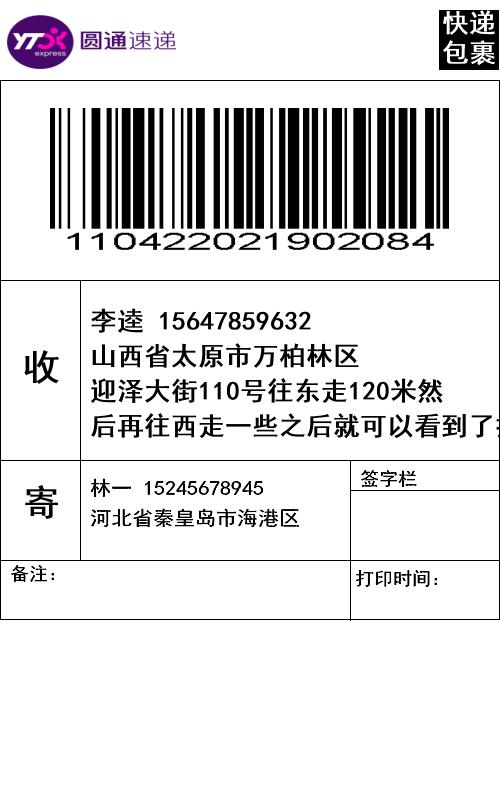 YTO express 圆通速递
快递
包裹
110422021902084
收
李逵 15647859632
山西省太原市万柏林区
迎泽大街110号往东走120米然
后再往西走一些之后就可以看到了
寄
林一 15245678945
河北省秦皇岛市海港区
签字栏
备注：
打印时间：